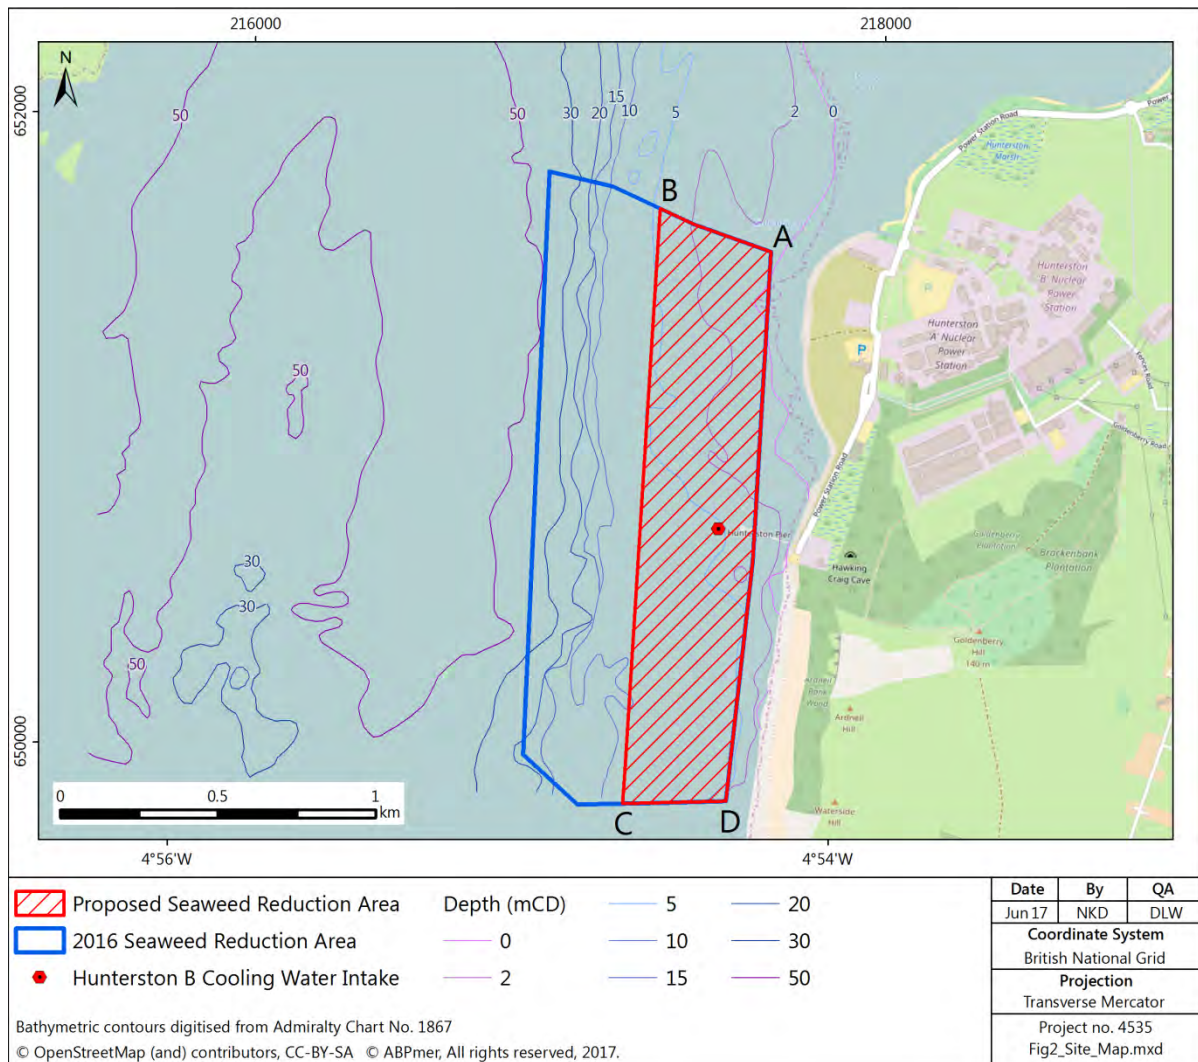 216000
218000
N
652000
650000
50
50
30
20
15
10
5
2
0
B
A
50
30
30
50
C
D
Power Station Road
Power
Hunterston
Marsh
Hunterston
'B' Nuclear
Power
Station
Hunterston
'A' Nuclear
Power
Station
P
P
Goldenberry Road
Power Station Road
Hunterston Pier
Hawking
Craig Cave
Goldenberry
Plantation
Brackenbank
Plantation
Goldenberry
Hill
140 m
Ardneil
Bank
Wood
Ardneil
Hill
Waterside
Hill
0
0.5
1
km
4°56'W
4°54'W
Proposed Seaweed Reduction Area
2016 Seaweed Reduction Area
Hunterston B Cooling Water Intake
Depth (mCD)
0
2
5
10
15
20
30
50
Bathymetric contours digitised from Admiralty Chart No. 1867
© OpenStreetMap (and) contributors, CC-BY-SA © ABPmer, All rights reserved, 2017.
Date By QA
Jun 17 NKD DLW
Coordinate System
British National Grid
Projection
Transverse Mercator
Project no. 4535
Fig2_Site_Map.mxd